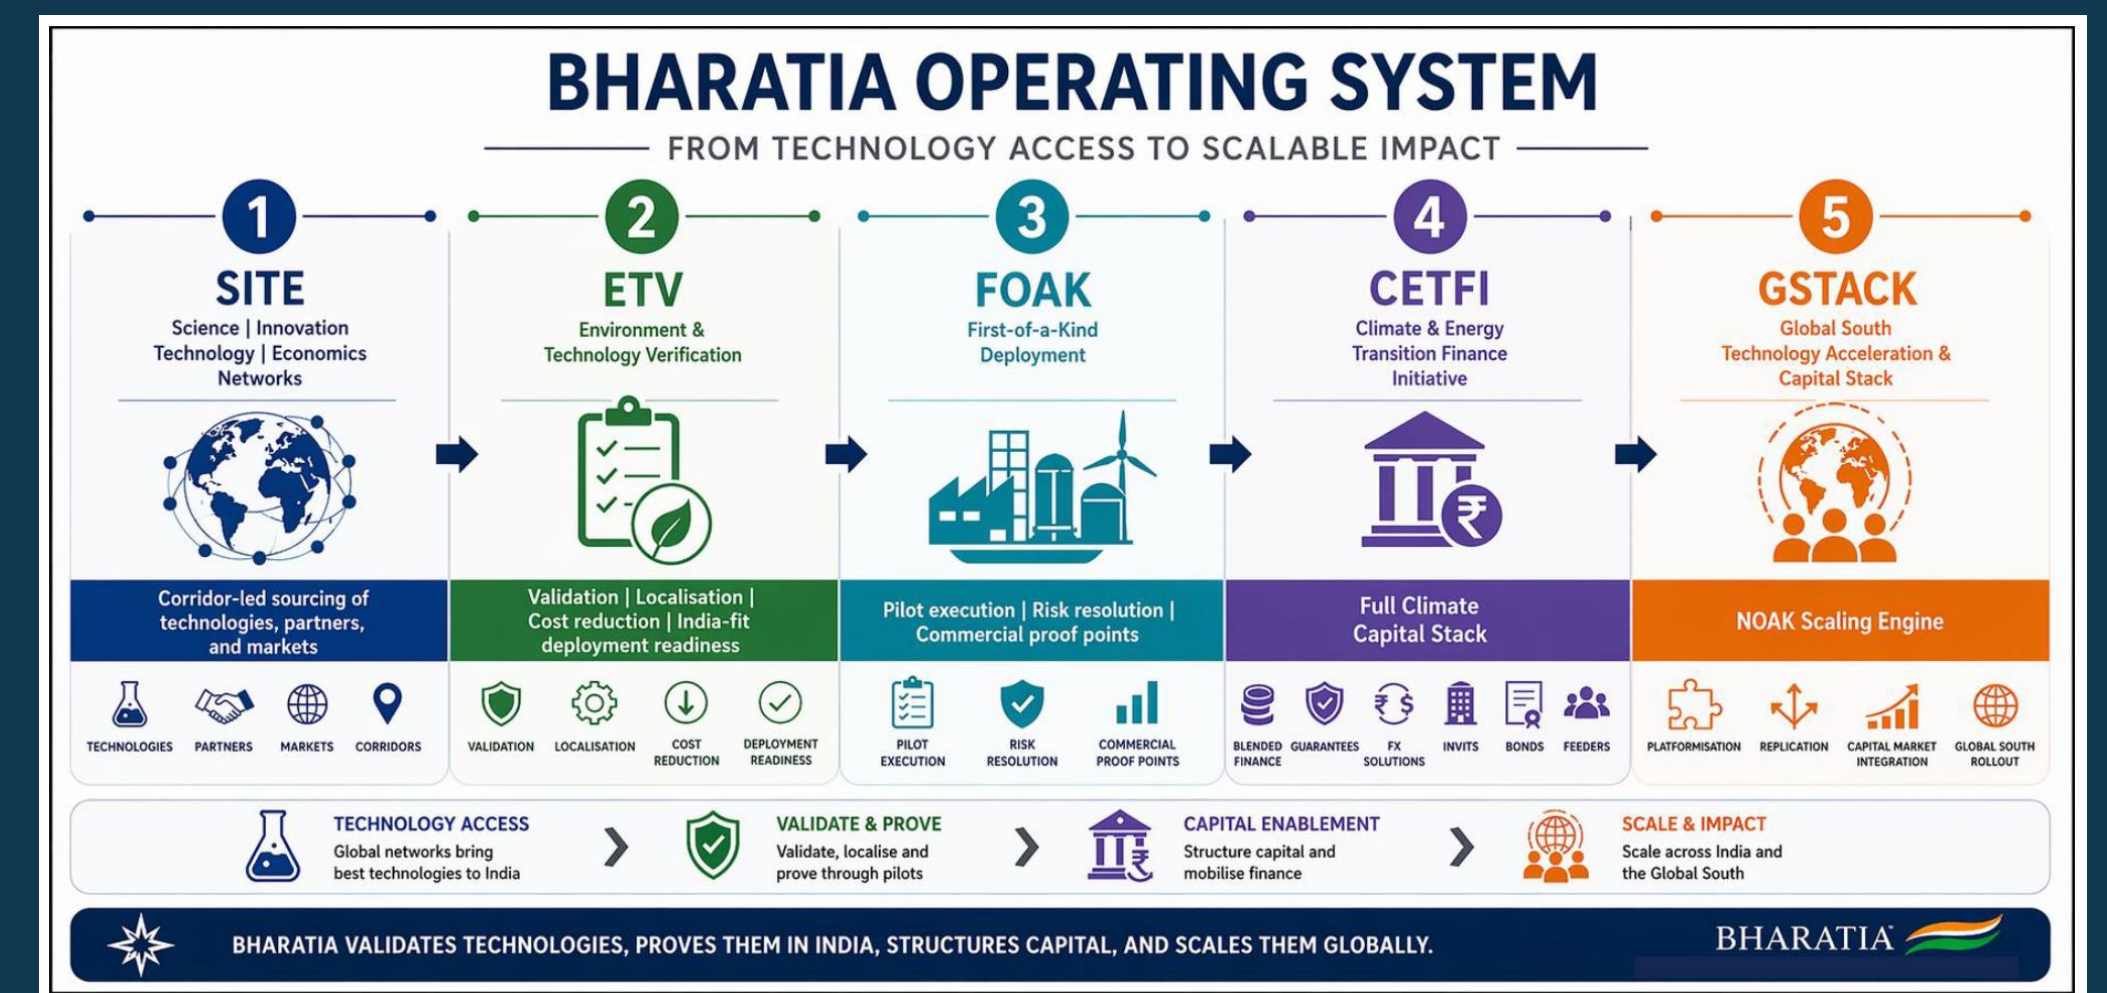 BHARATIA OPERATING SYSTEM
FROM TECHNOLOGY ACCESS TO SCALABLE IMPACT
1
SITE
Science | Innovation
Technology | Economics
Networks
Corridor-led sourcing of
technologies, partners,
and markets
TECHNOLOGIES
PARTNERS
MARKETS
CORRIDORS
2
ETV
Environment &
Technology Verification
Validation | Localisation |
Cost reduction | India-fit
deployment readiness
VALIDATION
LOCALISATION
COST
REDUCTION
DEPLOYMENT
READINESS
3
FOAK
First-of-a-Kind
Deployment
Pilot execution | Risk resolution |
Commercial proof points
PILOT
EXECUTION
RISK
RESOLUTION
COMMERCIAL
PROOF POINTS
4
CETFI
Climate & Energy
Transition Finance
Initiative
₹
Full Climate
Capital Stack
BLENDED
FINANCE
GUARANTEES
₹ $
FX
SOLUTIONS
INVITS
BONDS
FEEDERS
5
GSTACK
Global South
Technology Acceleration &
Capital Stack
NOAK Scaling Engine
PLATFORMISATION
REPLICATION
CAPITAL MARKET
INTEGRATION
GLOBAL SOUTH
ROLLOUT
TECHNOLOGY ACCESS
Global networks bring
best technologies to India
VALIDATE & PROVE
Validate, localise and
prove through pilots
₹
CAPITAL ENABLEMENT
Structure capital and
mobilise finance
SCALE & IMPACT
Scale across India and
the Global South
BHARATIA VALIDATES TECHNOLOGIES, PROVES THEM IN INDIA, STRUCTURES CAPITAL, AND SCALES THEM GLOBALLY.
BHARATIA